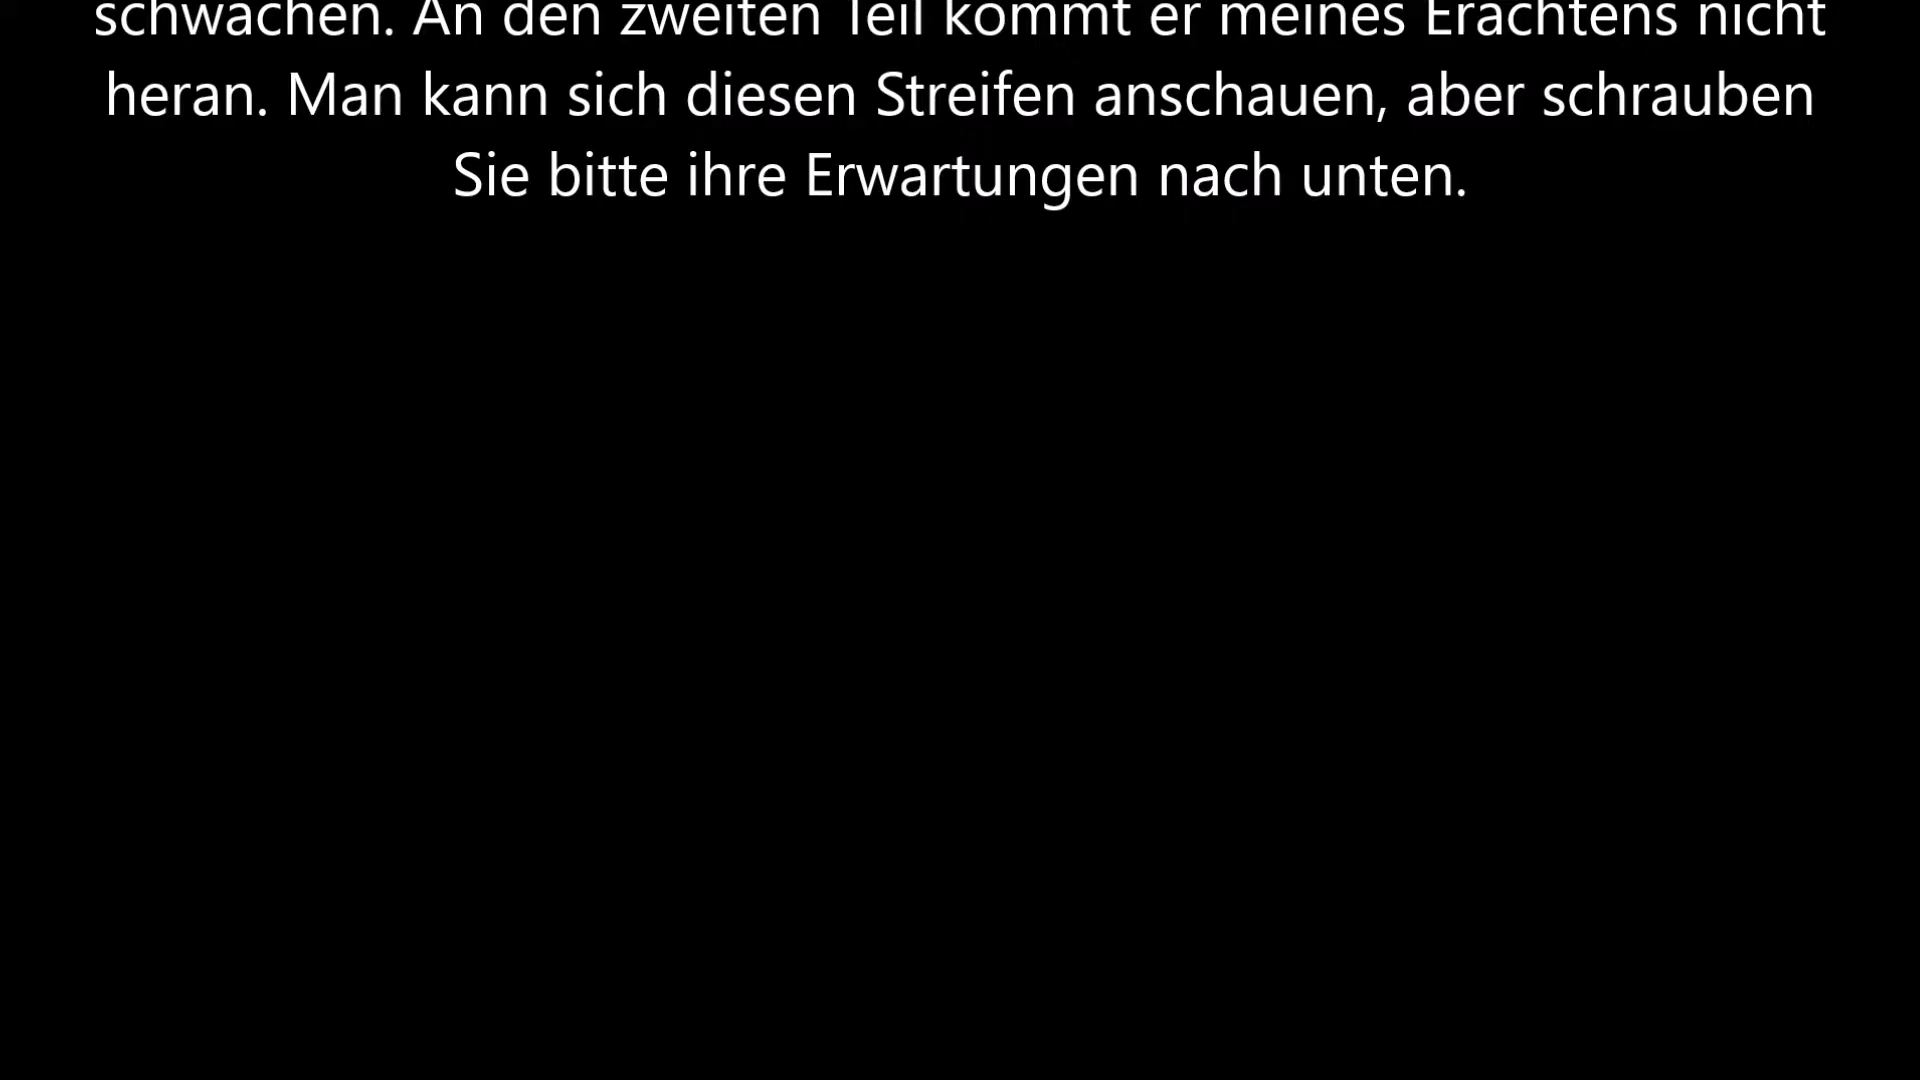 schwachen. An den zweiten Teil kommt er meines Erachtens nicht
heran. Man kann sich diesen Streifen anschauen, aber schrauben
Sie bitte ihre Erwartungen nach unten.